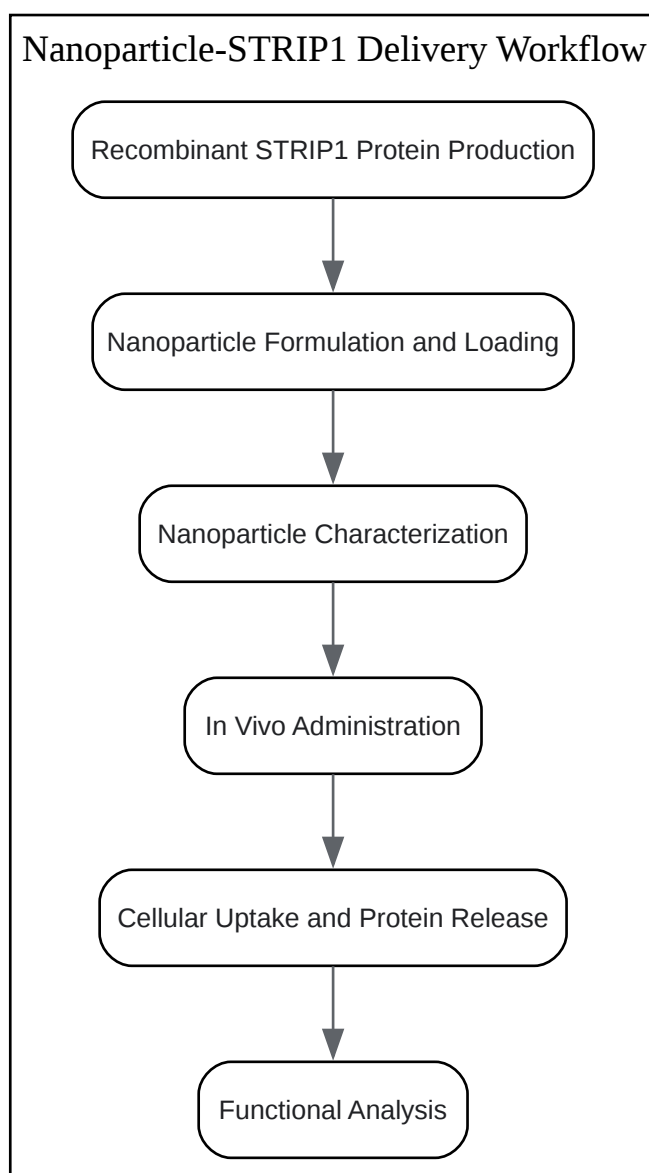 Nanoparticle-STRIP1 Delivery Workflow
Recombinant STRIP1 Protein Production
Nanoparticle Formulation and Loading
Nanoparticle Characterization
In Vivo Administration
Cellular Uptake and Protein Release
Functional Analysis